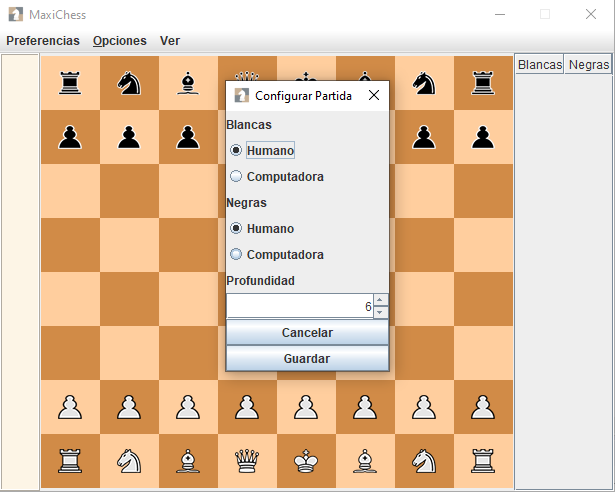 MaxiChess
Preferencias Opciones Ver
Blancas Negras
Configurar Partida
Blancas
Humano
Computadora
Negras
Humano
Computadora
Profundidad
6
Cancelar
Guardar